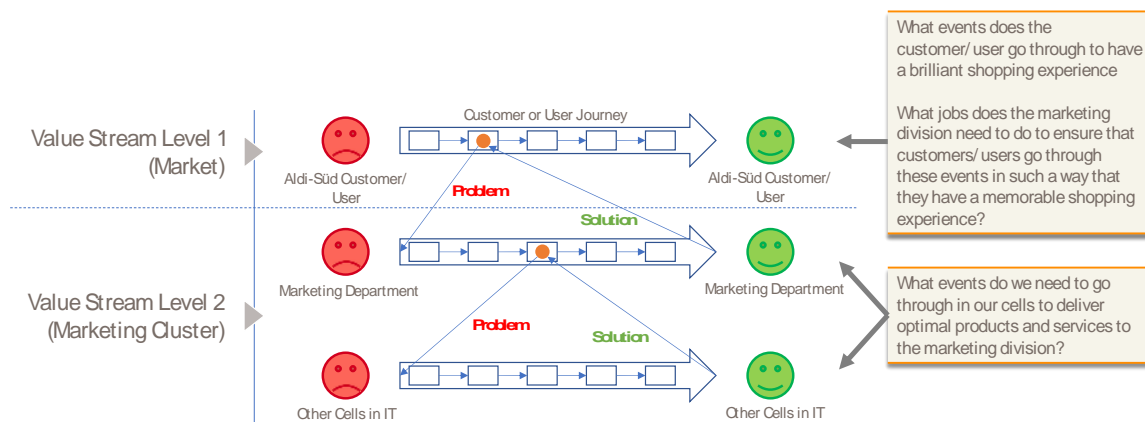 What events does the
customer/ user go through to have
a brilliant shopping experience
What jobs does the marketing
division need to do to ensure that
customers/ users go through
these events in such a way that
they have a memorable shopping
experience?
Customer or User Journey
Value Stream Level 1
(Market)
Aldi-Süd Customer/
User
Aldi-Süd Customer/
User
Problem
Solution
Marketing Department
Marketing Department
What events do we need to go
through in our cells to deliver
optimal products and services to
the marketing division?
Value Stream Level 2
(Marketing Cluster)
Problem
Solution
Other Cells in IT
Other Cells in IT